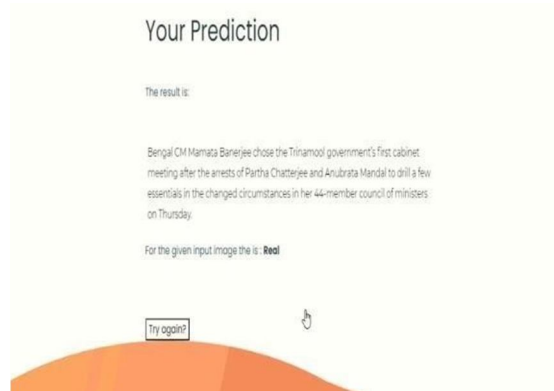 Your Prediction
The result is:
Bengal CM Mamata Banerjee chose the Trinamool government's first cabinet
meeting after the arrests of Partha Chatterjee and Anubrata Mandal to drill a few
essentials in the changed circumstances in her 44-member council of ministers
on Thursday.
For the given input image the is : Real
Try again?